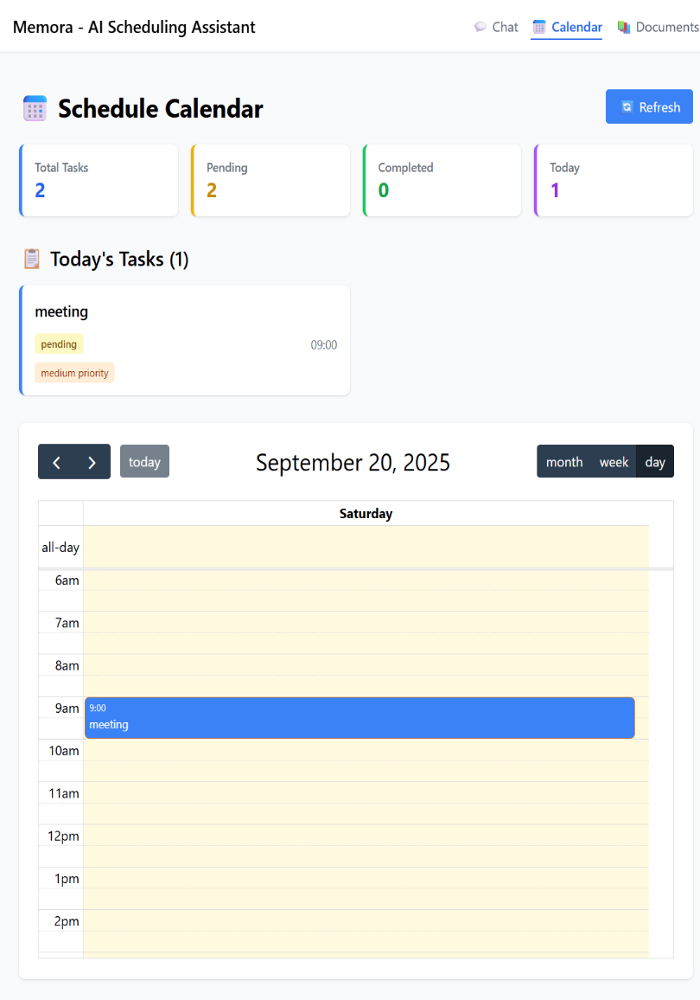 Memora - AI Scheduling Assistant
Chat
Calendar
Documents
Schedule Calendar
Refresh
Total Tasks
2
Pending
2
Completed
0
Today
1
Today's Tasks (1)
meeting
pending
09:00
medium priority
today
September 20, 2025
month
week
day
Saturday
all-day
6am
7am
8am
9am
9:00
meeting
10am
11am
12pm
1pm
2pm